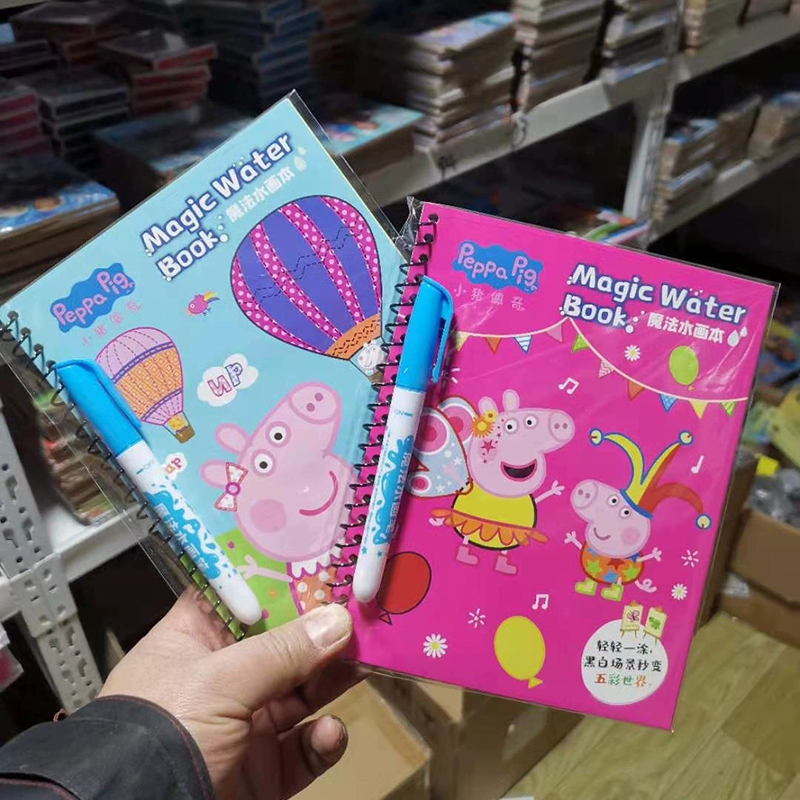 Magic Water
Book
魔法水画本
Peppa Pig
小猪佩奇
UP
UP
Peppa Pig
小猪佩奇
Magic Water
Book
魔法水画本
轻轻一涂,
黑白场景秒变
五彩世界。